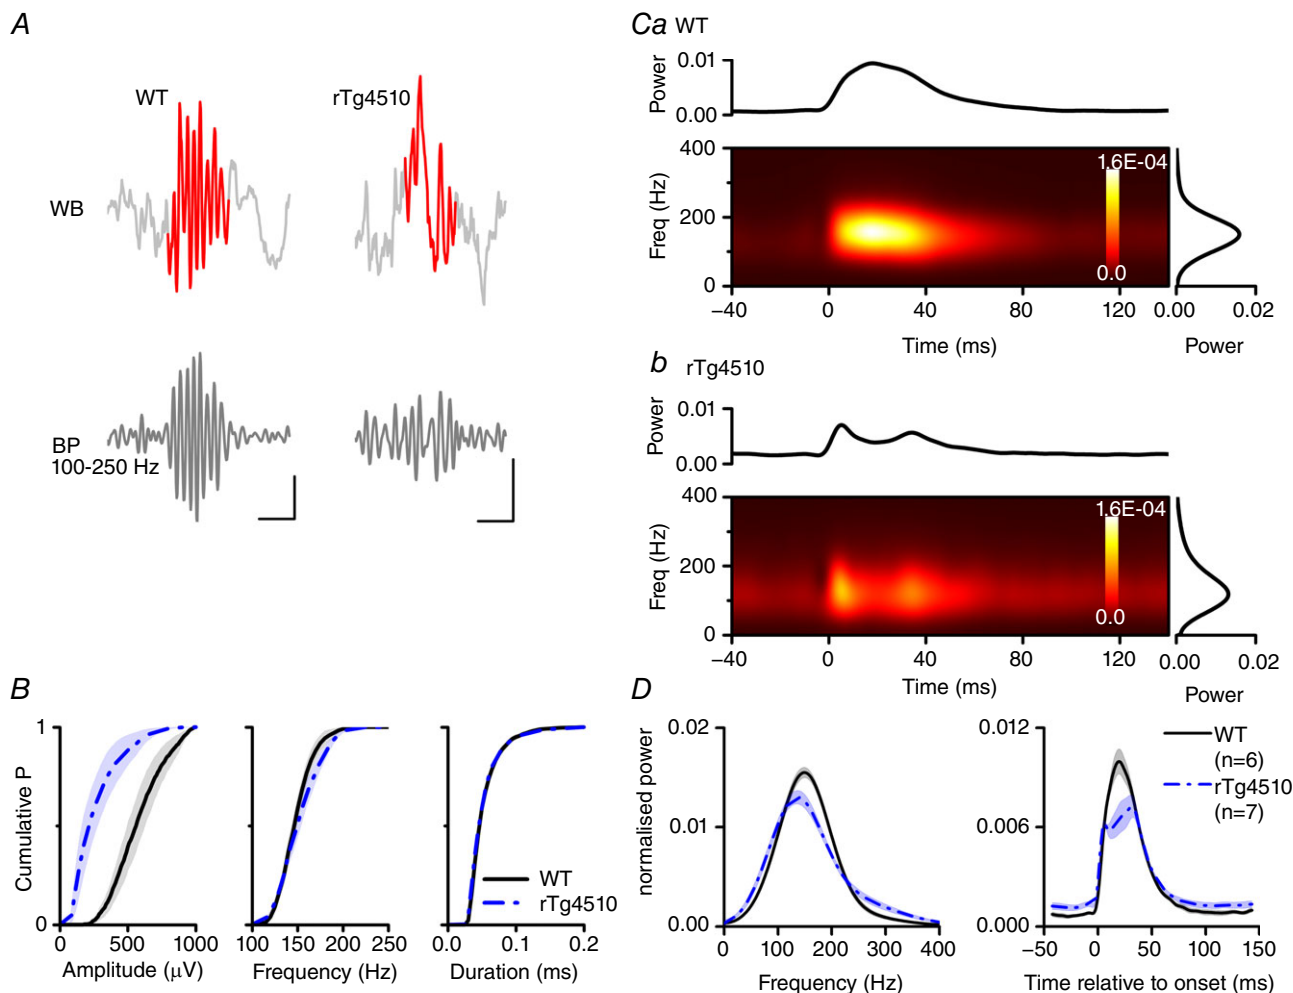 A
WT
rTg4510
WB
BP
100-250 Hz
Ca WT
Power
0.01
0.00
Freq (Hz)
400
200
0
1.6E-04
0.0
−40
0
40
80
120
Time (ms)
0.00
0.02
Power
b rTg4510
Power
0.01
0.00
Freq (Hz)
400
200
0
1.6E-04
0.0
−40
0
40
80
120
Time (ms)
0.00
0.02
Power
B
Cumulative P
1
0
0
500
1000
Amplitude (μV)
100
150
200
250
Frequency (Hz)
WT
rTg4510
0.0
0.1
0.2
Duration (ms)
D
normalised power
0.02
0.01
0.00
0
100
200
300
400
Frequency (Hz)
0.012
0.006
0.000
−50
0
50
100
150
Time relative to onset (ms)
WT
(n=6)
rTg4510
(n=7)